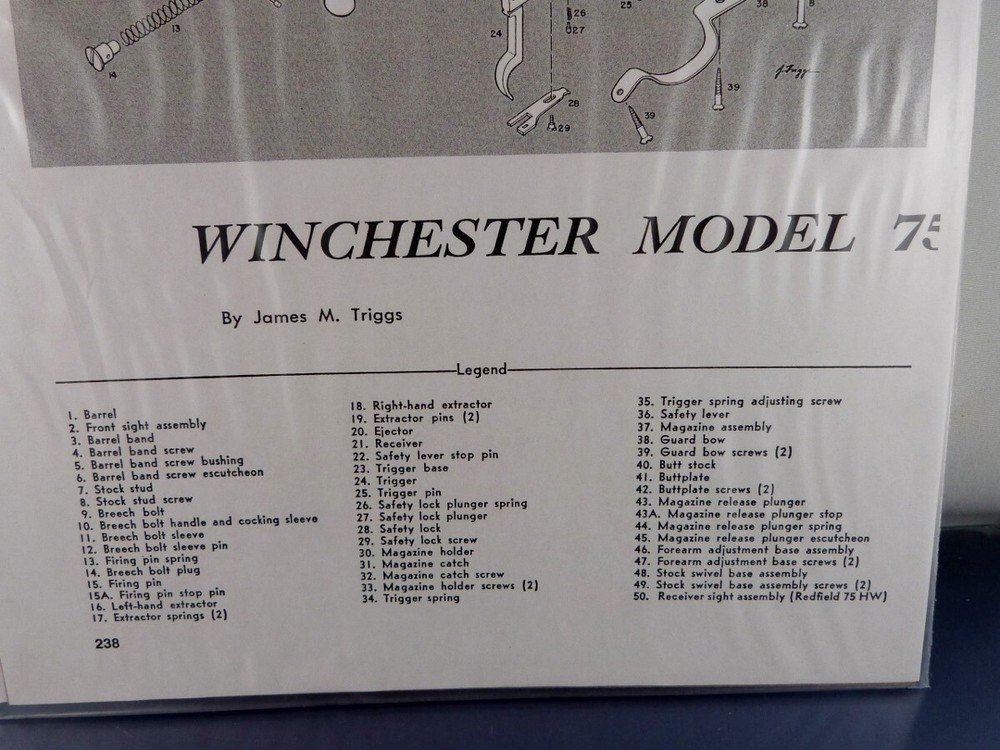 13
14
24
26
27
25
28
29
38
8
39
39
J. Triggs
WINCHESTER MODEL 75
By James M. Triggs
Legend
1. Barrel
2. Front sight assembly
3. Barrel band
4. Barrel band screw
5. Barrel band screw bushing
6. Barrel band screw escutcheon
7. Stock stud
8. Stock stud screw
9. Breech bolt
10. Breech bolt handle and cocking sleeve
11. Breech bolt sleeve
12. Breech bolt sleeve pin
13. Firing pin spring
14. Breech bolt plug
15. Firing pin
15A. Firing pin stop pin
16. Left-hand extractor
17. Extractor springs (2)
18. Right-hand extractor
19. Extractor pins (2)
20. Ejector
21. Receiver
22. Safety lever stop pin
23. Trigger base
24. Trigger
25. Trigger pin
26. Safety lock plunger spring
27. Safety lock plunger
28. Safety lock
29. Safety lock screw
30. Magazine holder
31. Magazine catch
32. Magazine catch screw
33. Magazine holder screws (2)
34. Trigger spring
35. Trigger spring adjusting screw
36. Safety lever
37. Magazine assembly
38. Guard bow
39. Guard bow screws (2)
40. Butt stock
41. Buttplate
42. Buttplate screws (2)
43. Magazine release plunger
43A. Magazine release plunger stop
44. Magazine release plunger spring
45. Magazine release plunger escutcheon
46. Forearm adjustment base assembly
47. Forearm adjustment base screws (2)
48. Stock swivel base assembly
49. Stock swivel base assembly screws (2)
50. Receiver sight assembly (Redfield 75 HW)
238